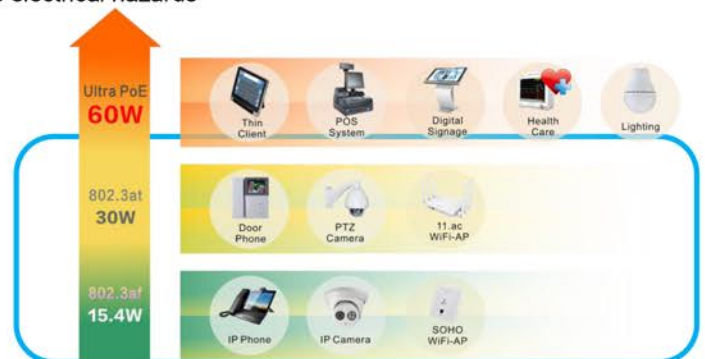 electrical hazards
Ultra PoE
60W
Thin
Client
POS
System
Digital
Signage
Health
Care
Lighting
802.3at
30W
Door
Phone
PTZ
Camera
11.ac
WiFi-AP
802.3af
15.4W
IP Phone
IP Camera
SOHO
WiFi-AP